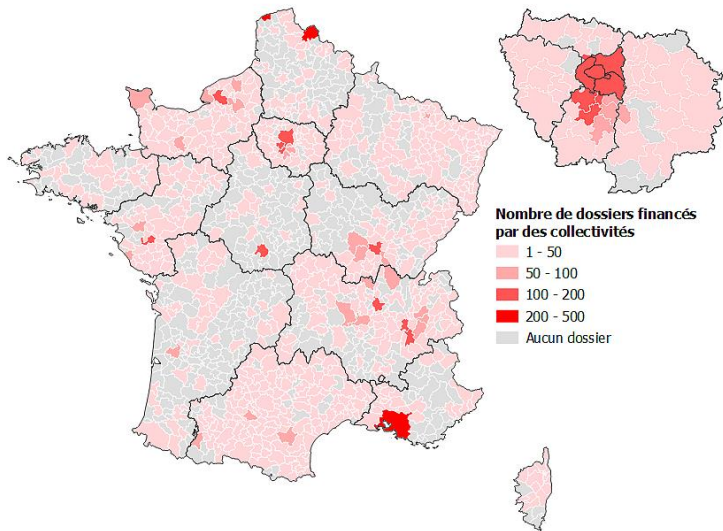 Nombre de dossiers financés
par des collectivités
1 - 50
50 - 100
100 - 200
200 - 500
Aucun dossier